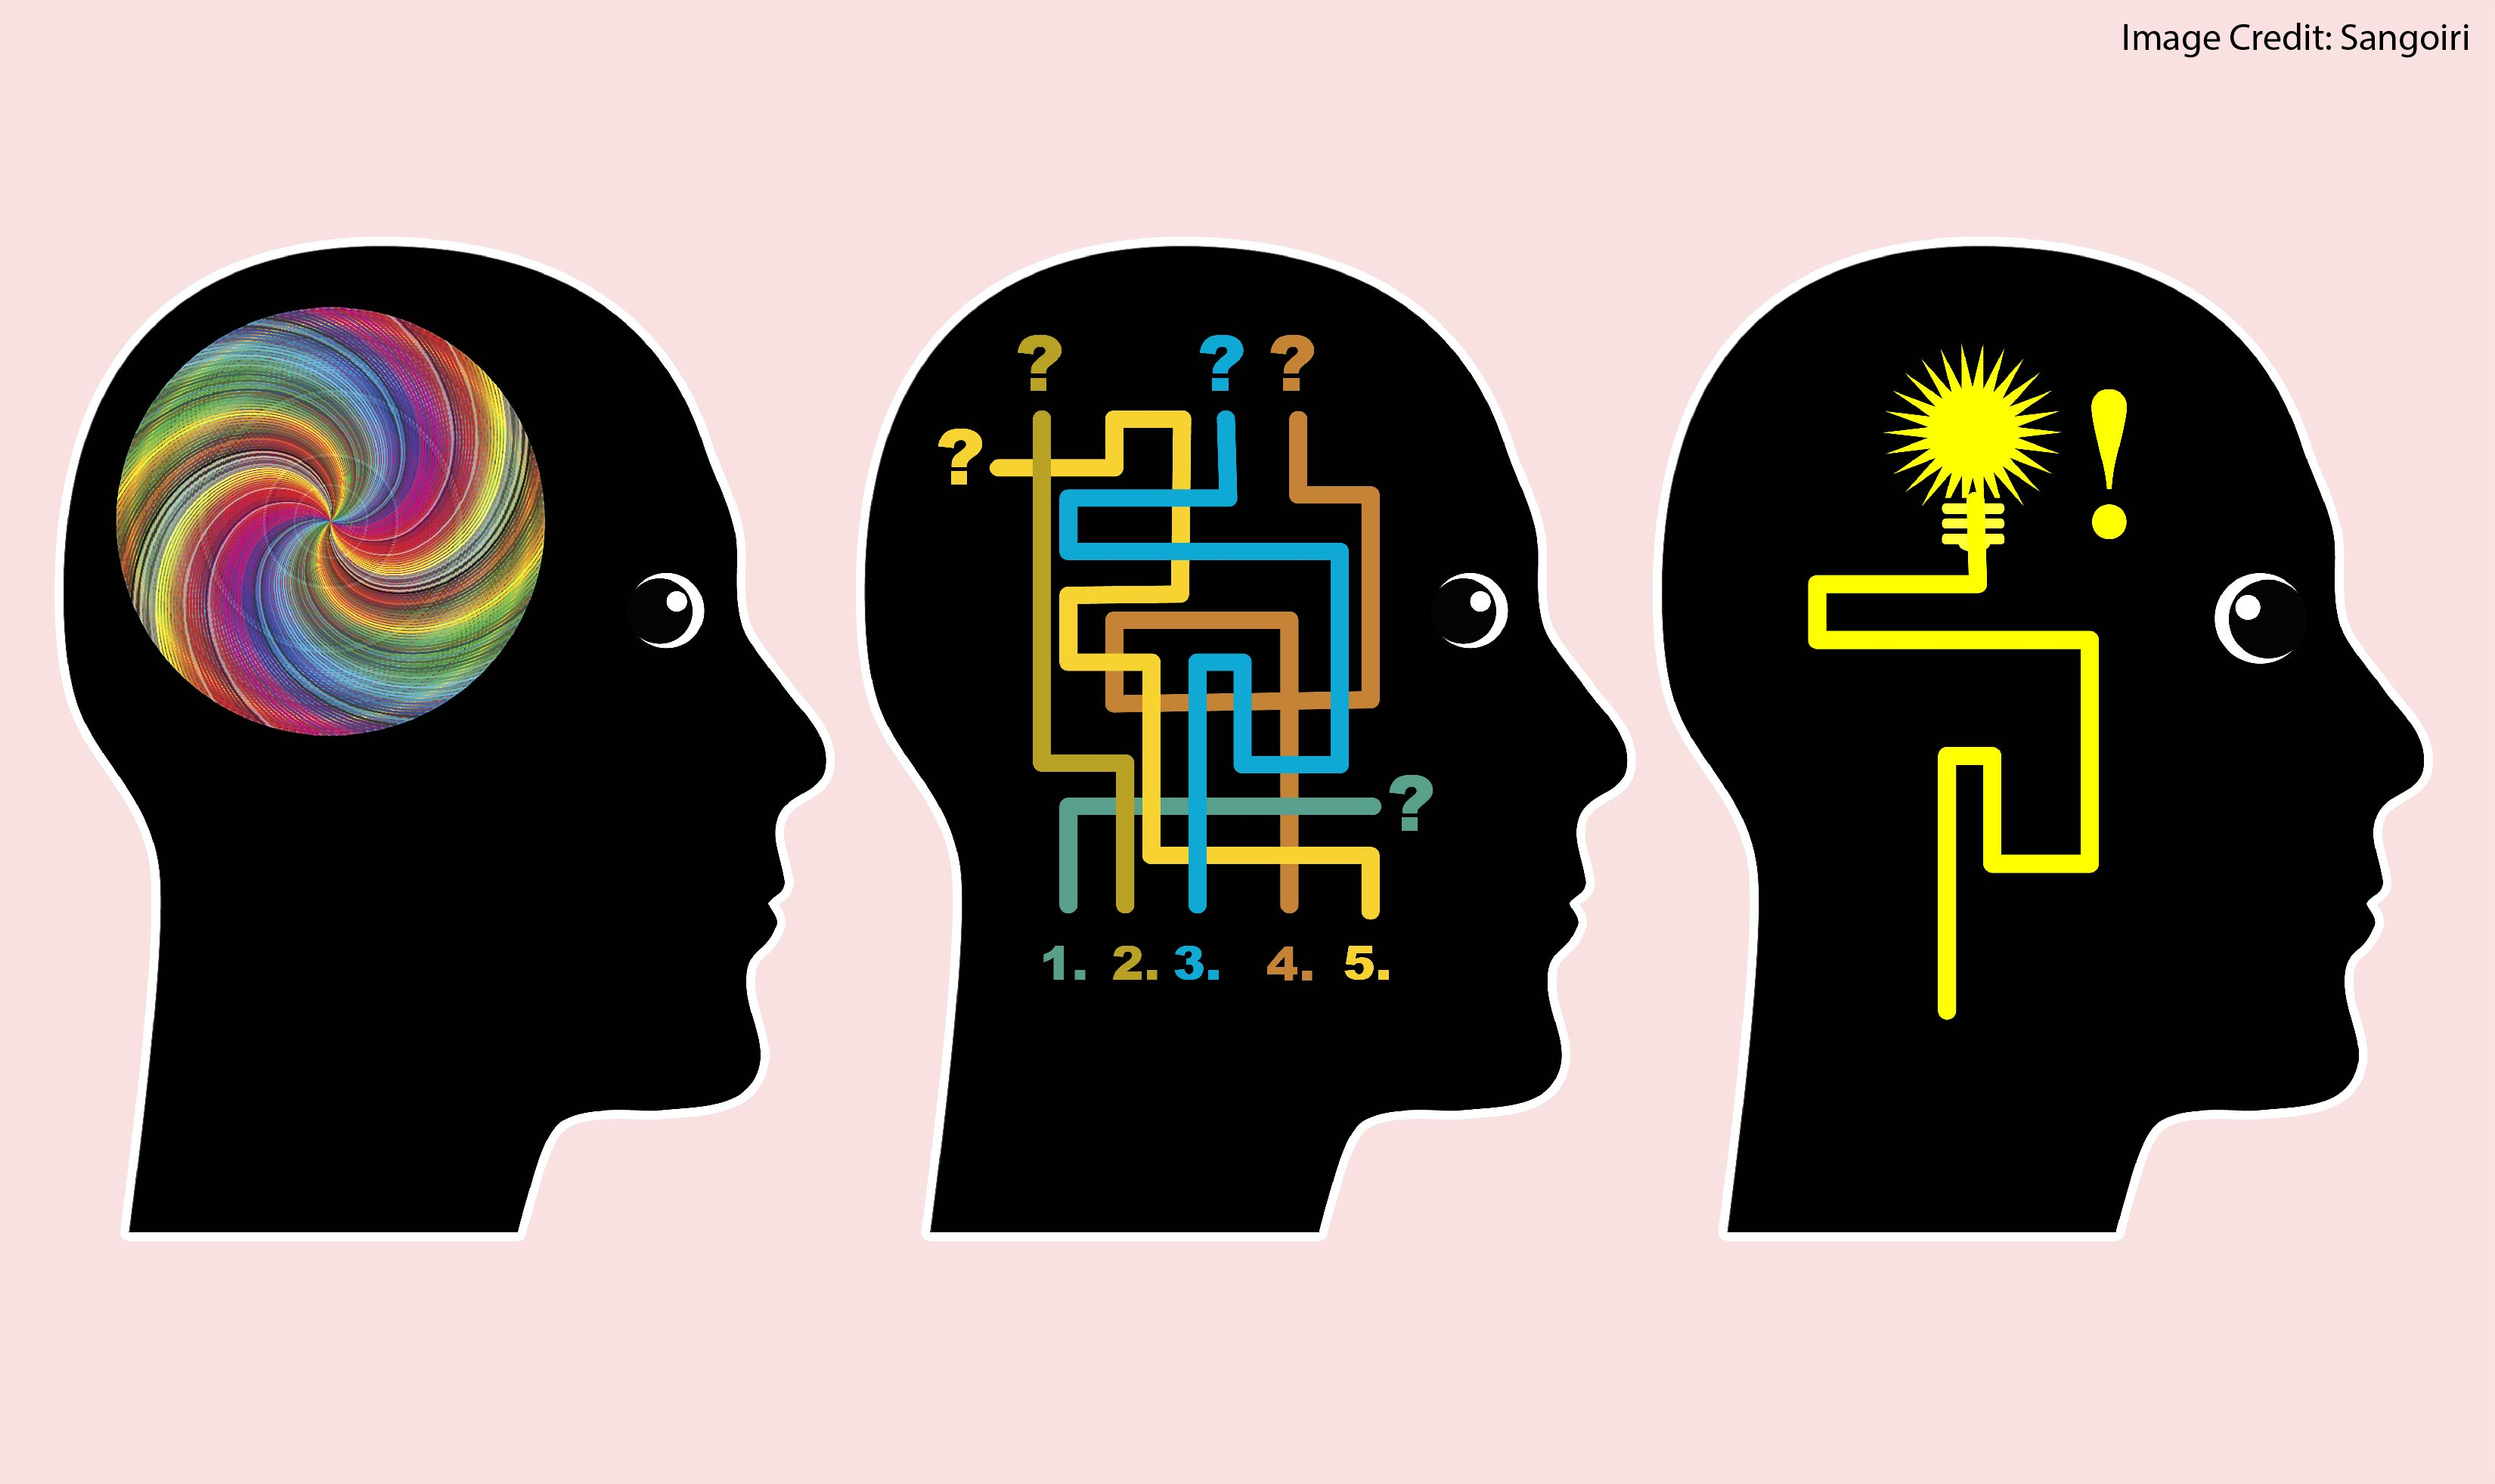 Image Credit: Sangoiri
? ? ?
?
?
1. 2. 3. 4. 5.
!